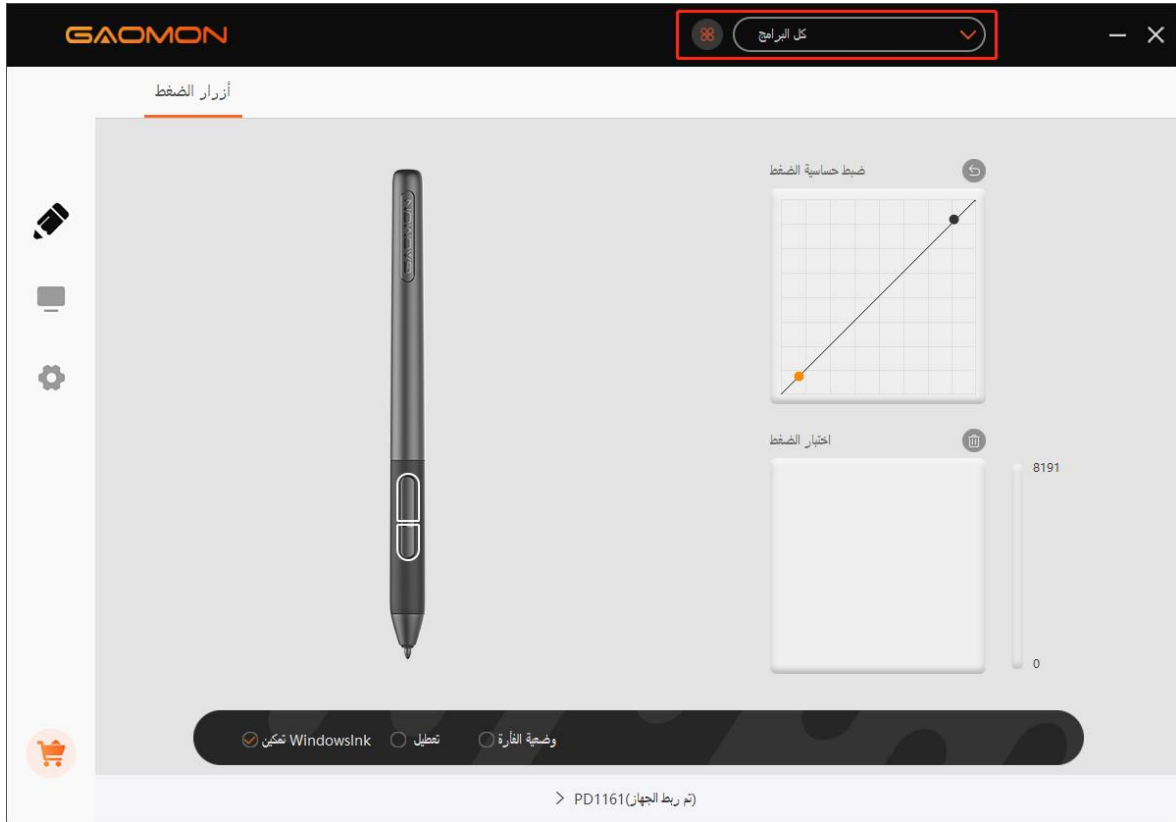 GAOMON
كل البرامج
أزرار الضغط
ضبط حساسية الضغط
GAOMON
اختبار الضغط
8191
0
تمكين WindowsInk
تعطيل
وضعية الفأرة
PD1161(تم ربط الجهاز)